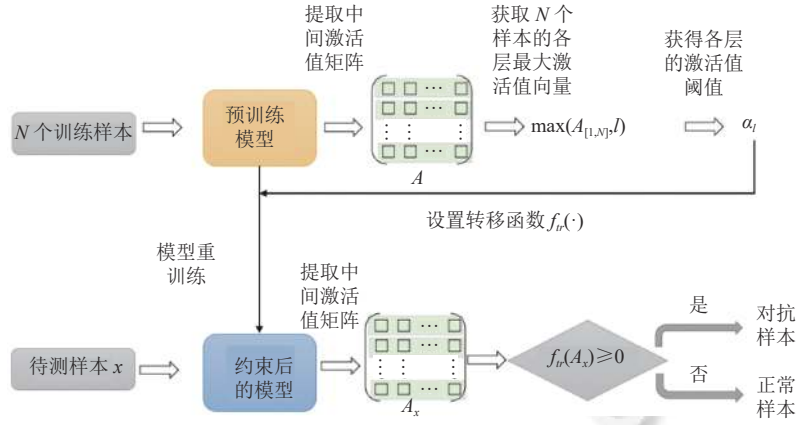 提取中
间激活
值矩阵
获取 N 个
样本的各
层最大激
活值向量
获得各层
的激活值
阈值
N 个训练样本
预训练
模型
max(A[1,N],l)
αl
A
设置转移函数 ftr(·)
模型重
训练
提取中
间激活
值矩阵
待测样本 x
约束后
的模型
Ax
ftr(Ax)≥0
是
对抗
样本
否
正常
样本